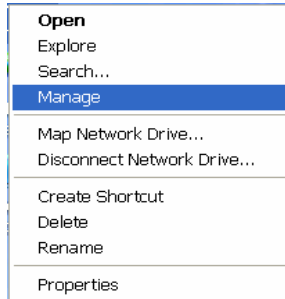 Open
Explore
Search...
Manage
Map Network Drive...
Disconnect Network Drive...
Create Shortcut
Delete
Rename
Properties